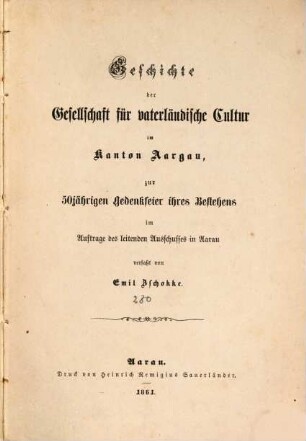 Geschichte
der
Gesellschaft für vaterländische Cultur
im
Kanton Aargau,
zur
50jährigen Gedenkfeier ihres Bestehens
im
Auftrage des leitenden Ausschusses in Aarau
verfaßt von
Emil Zschokke.
280
Aarau.
Druck von Heinrich Remigius Sauerländer.
1861.